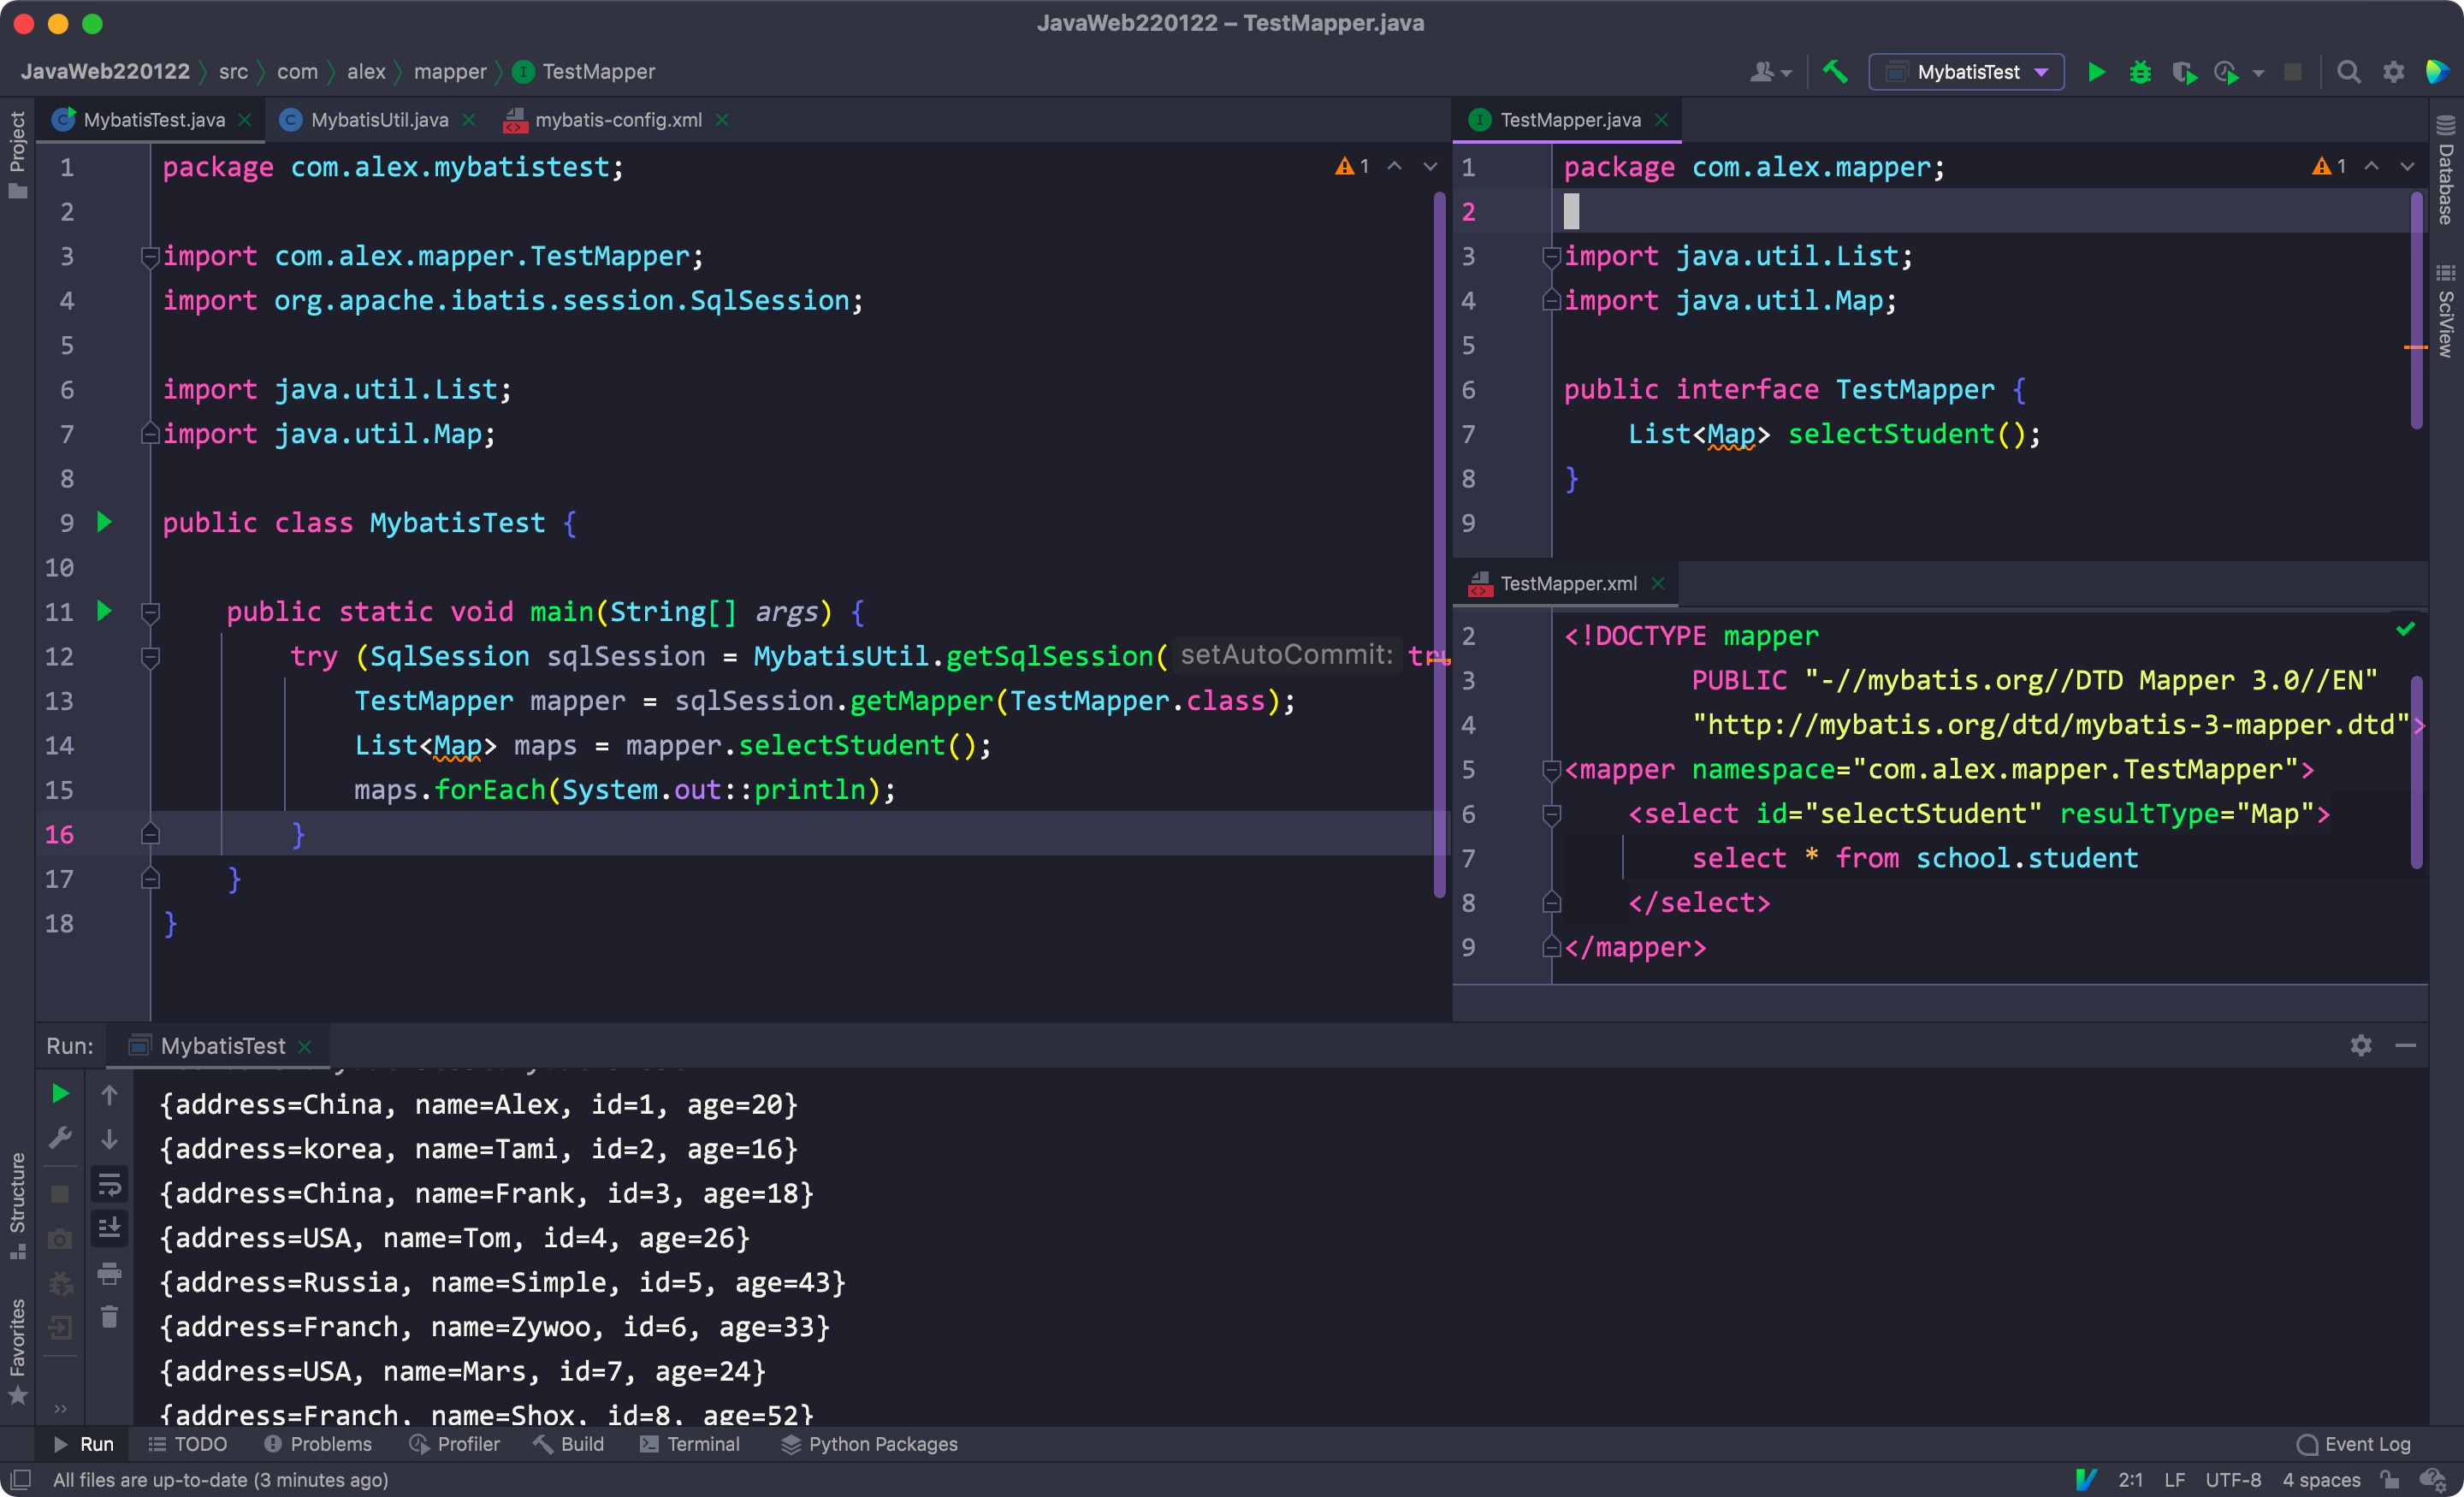 JavaWeb220122 – TestMapper.java
JavaWeb220122 src com alex mapper I TestMapper
MybatisTest
Project
MybatisTest.java
MybatisUtil.java
mybatis-config.xml
1 package com.alex.mybatistest;
1
2
3 import com.alex.mapper.TestMapper;
4 import org.apache.ibatis.session.SqlSession;
5
6 import java.util.List;
7 import java.util.Map;
8
9 public class MybatisTest {
10
11 public static void main(String[] args) {
12 try (SqlSession sqlSession = MybatisUtil.getSqlSession( setAutoCommit: tru
13 TestMapper mapper = sqlSession.getMapper(TestMapper.class);
14 List<Map> maps = mapper.selectStudent();
15 maps.forEach(System.out::println);
16 }
17 }
18 }
TestMapper.java
1 package com.alex.mapper;
1
2
3 import java.util.List;
4 import java.util.Map;
5
6 public interface TestMapper {
7 List<Map> selectStudent();
8 }
9
TestMapper.xml
2 <!DOCTYPE mapper
3 PUBLIC "-//mybatis.org//DTD Mapper 3.0//EN"
4 "http://mybatis.org/dtd/mybatis-3-mapper.dtd">
5 <mapper namespace="com.alex.mapper.TestMapper">
6 <select id="selectStudent" resultType="Map">
7 select * from school.student
8 </select>
9 </mapper>
Database
SciView
Run: MybatisTest
{address=China, name=Alex, id=1, age=20}
{address=korea, name=Tami, id=2, age=16}
{address=China, name=Frank, id=3, age=18}
{address=USA, name=Tom, id=4, age=26}
{address=Russia, name=Simple, id=5, age=43}
{address=Franch, name=Zywoo, id=6, age=33}
{address=USA, name=Mars, id=7, age=24}
{address=Franch, name=Shox, id=8, age=52}
Structure
Favorites
Run TODO Problems Profiler Build Terminal Python Packages Event Log
All files are up-to-date (3 minutes ago) 2:1 LF UTF-8 4 spaces